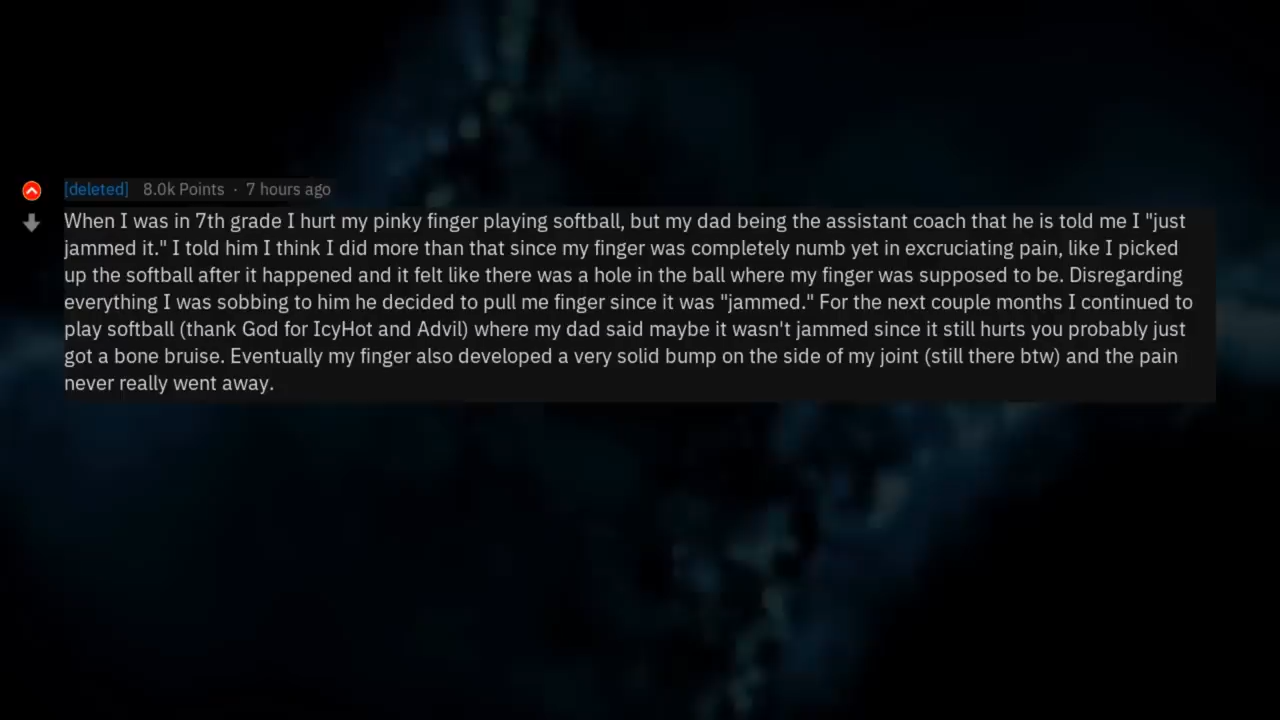 [deleted] 8.0k Points · 7 hours ago
When I was in 7th grade I hurt my pinky finger playing softball, but my dad being the assistant coach that he is told me I "just
jammed it." I told him I think I did more than that since my finger was completely numb yet in excruciating pain, like I picked
up the softball after it happened and it felt like there was a hole in the ball where my finger was supposed to be. Disregarding
everything I was sobbing to him he decided to pull me finger since it was "jammed." For the next couple months I continued to
play softball (thank God for IcyHot and Advil) where my dad said maybe it wasn't jammed since it still hurts you probably just
got a bone bruise. Eventually my finger also developed a very solid bump on the side of my joint (still there btw) and the pain
never really went away.